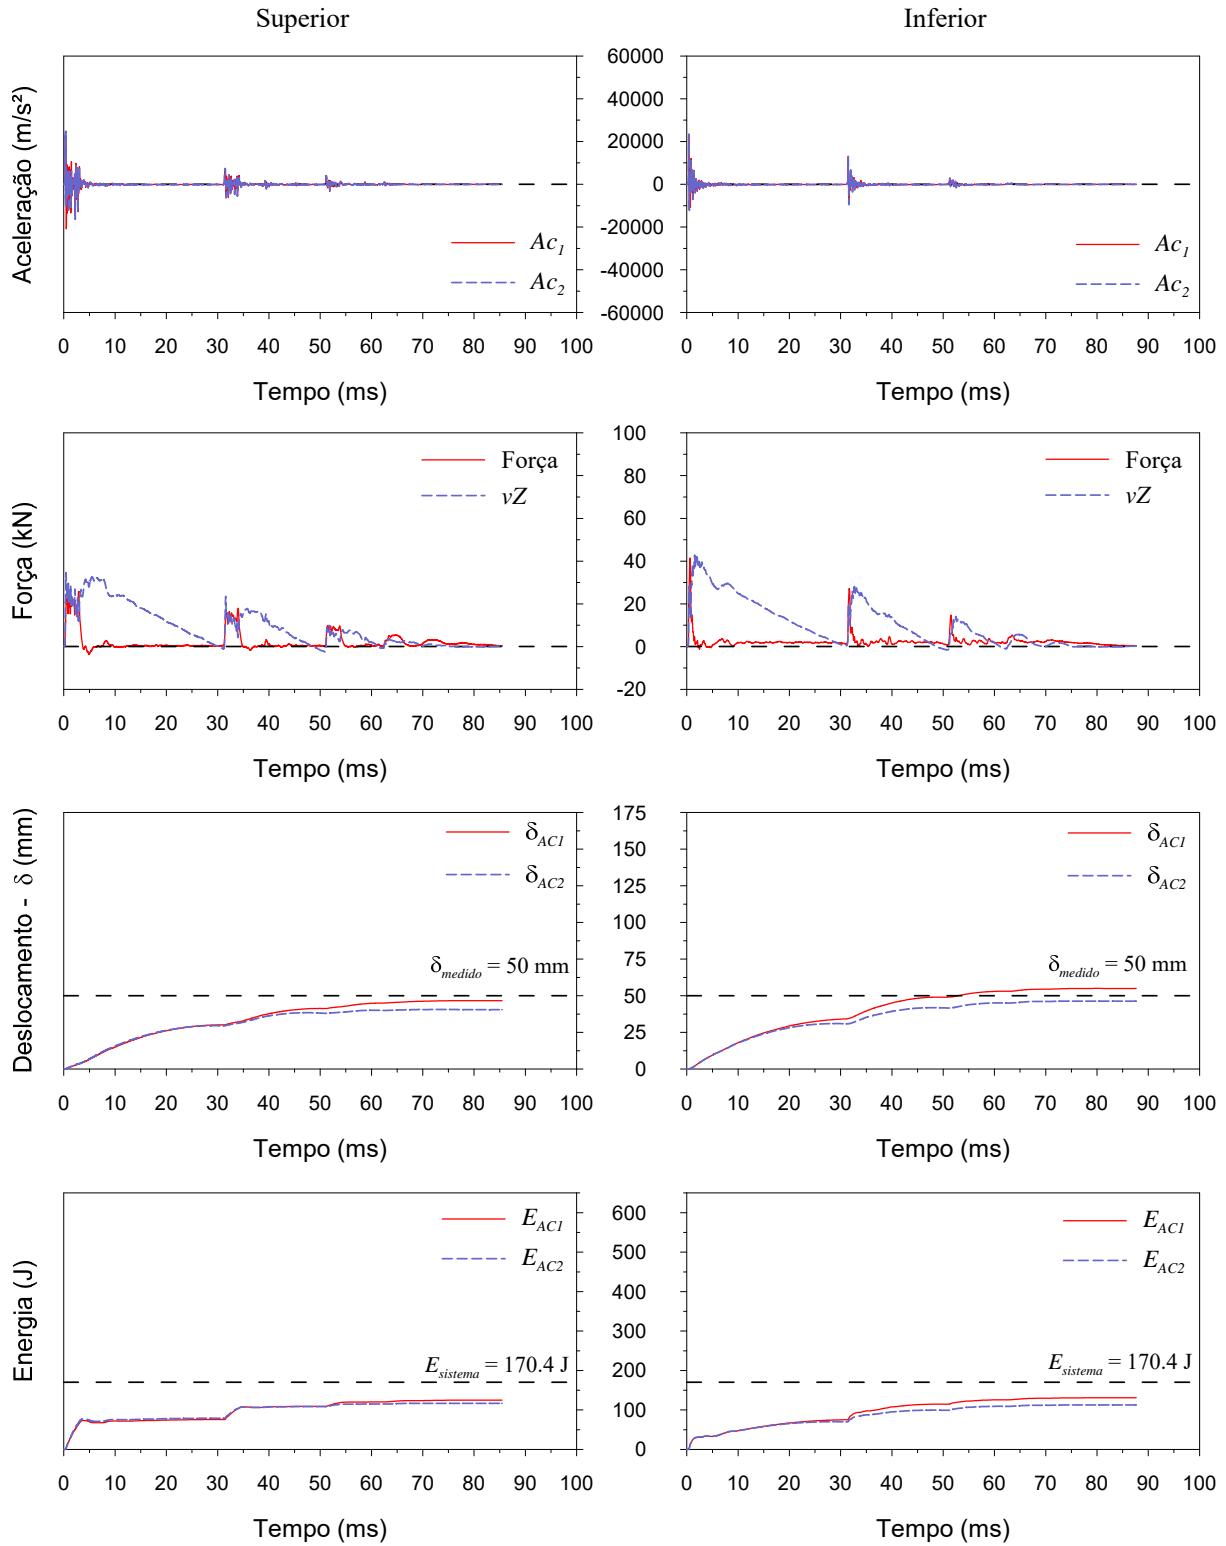 Superior Inferior
Aceleração (m/s²)
60000
40000
20000
0
-20000
-40000
-60000
Ac1
Ac2
Ac1
Ac2
0 10 20 30 40 50 60 70 80 90 100
0 10 20 30 40 50 60 70 80 90 100
Tempo (ms)
Tempo (ms)
Força (kN)
100
80
60
40
20
0
-20
Força
vZ
Força
vZ
0 10 20 30 40 50 60 70 80 90 100
0 10 20 30 40 50 60 70 80 90 100
Tempo (ms)
Tempo (ms)
Deslocamento - δ (mm)
175
150
125
100
75
50
25
0
δAC1
δAC2
δmedido = 50 mm
δAC1
δAC2
δmedido = 50 mm
0 10 20 30 40 50 60 70 80 90 100
0 10 20 30 40 50 60 70 80 90 100
Tempo (ms)
Tempo (ms)
Energia (J)
600
500
400
300
200
100
0
EAC1
EAC2
Esistema = 170.4 J
EAC1
EAC2
Esistema = 170.4 J
0 10 20 30 40 50 60 70 80 90 100
0 10 20 30 40 50 60 70 80 90 100
Tempo (ms)
Tempo (ms)